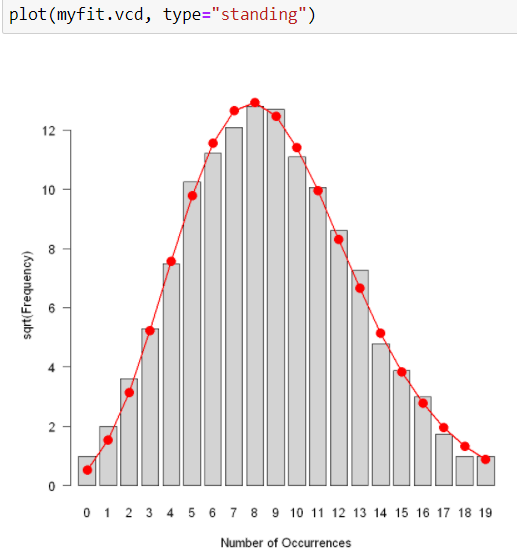 plot(myfit.vcd, type="standing")
12
10
8
6
4
2
0
sqrt(Frequency)
0 1 2 3 4 5 6 7 8 9 10 11 12 13 14 15 16 17 18 19
Number of Occurrences